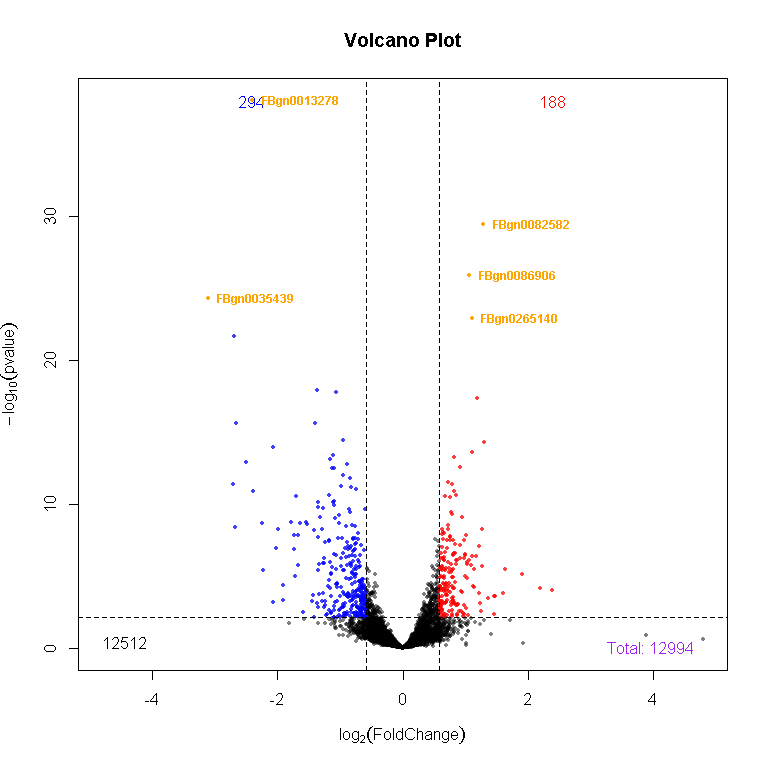 Volcano Plot
294
FBgn0013278
188
FBgn0082582
FBgn0086906
FBgn0035439
FBgn0265140
12512
Total: 12994
30
20
10
0
−log10(pvalue)
-4
-2
0
2
4
log2(FoldChange)